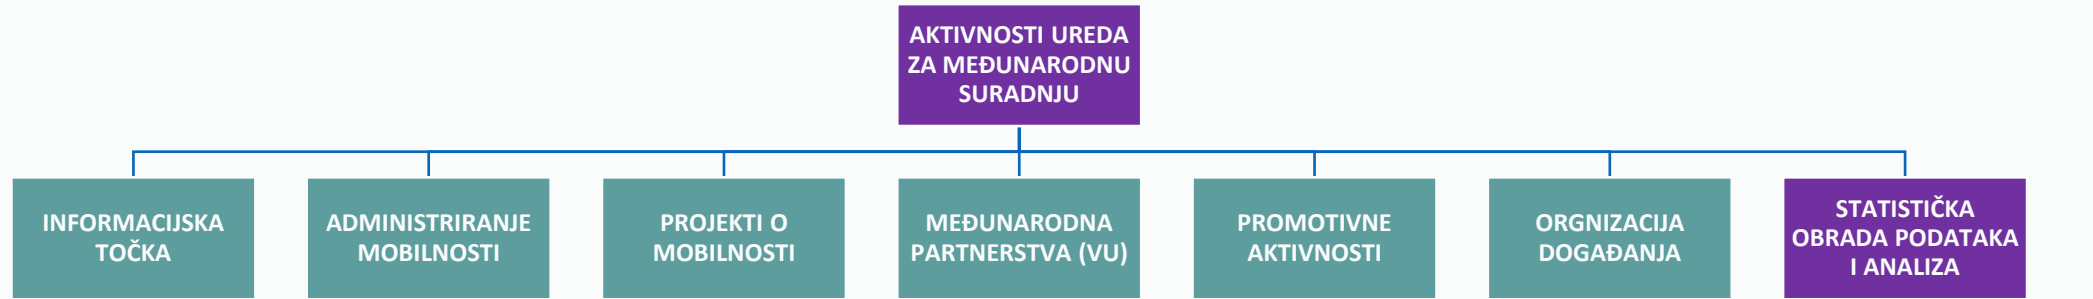 AKTIVNOSTI UREDA
ZA MEĐUNARODNU
SURADNJU
INFORMACIJSKA
TOČKA
ADMINISTRIRANJE
MOBILNOSTI
PROJEKTI O
MOBILNOSTI
MEĐUNARODNA
PARTNERSTVA (VU)
PROMOTIVNE
AKTIVNOSTI
ORGNIZACIJA
DOGAĐANJA
STATISTIČKA
OBRADA PODATAKA
I ANALIZA